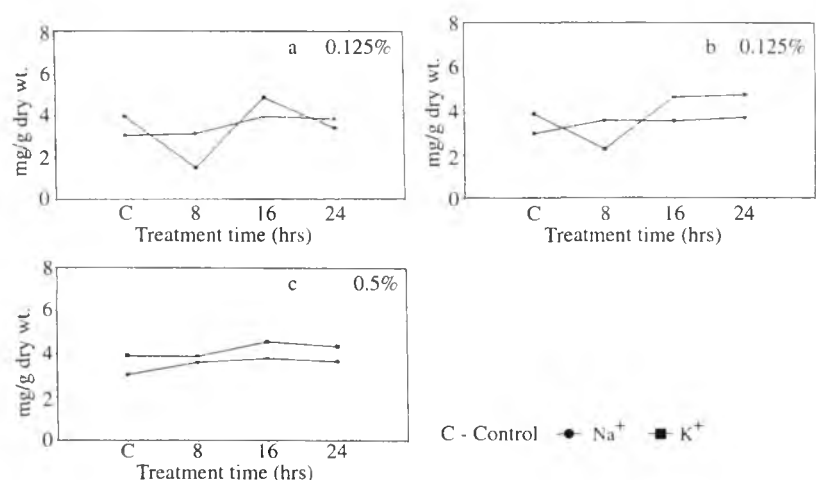 a 0.125%
8
6
4
2
0
mg/g dry wt.
C 8 16 24
Treatment time (hrs)
b 0.125%
8
6
4
2
0
mg/g dry wt.
C 8 16 24
Treatment time (hrs)
c 0.5%
8
6
4
2
0
mg/g dry wt.
C 8 16 24
Treatment time (hrs)
C - Control Na+ K+